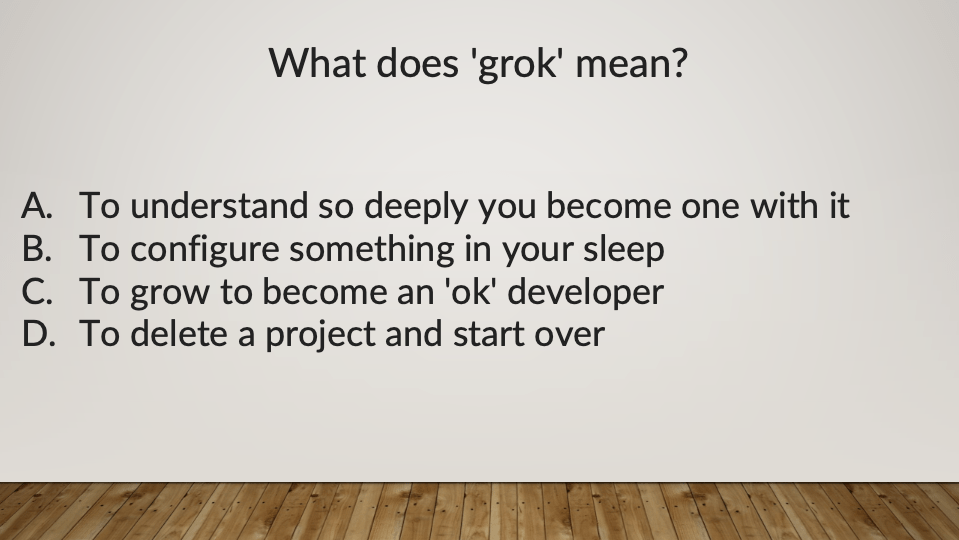 What does 'grok' mean?
A. To understand so deeply you become one with it
B. To configure something in your sleep
C. To grow to become an 'ok' developer
D. To delete a project and start over